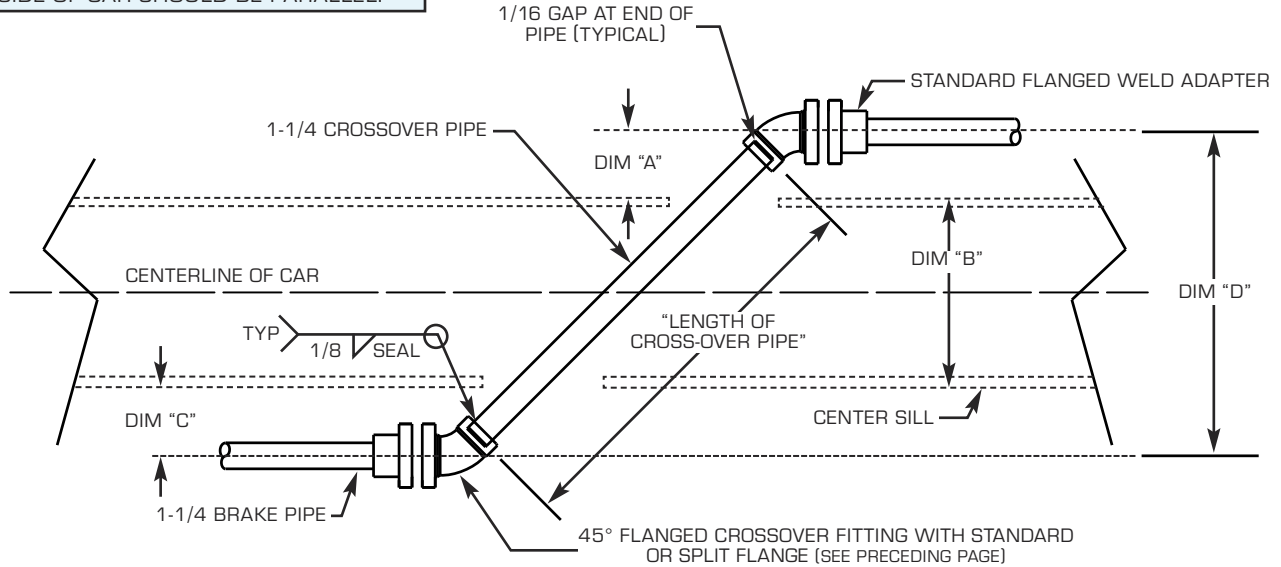 SIDE OF CAR SHOULD BE PARALLEL.
1/16 GAP AT END OF
PIPE (TYPICAL)
STANDARD FLANGED WELD ADAPTER
1-1/4 CROSSOVER PIPE
DIM “A”
DIM “B”
CENTERLINE OF CAR
DIM “D”
“LENGTH OF
CROSS-OVER PIPE”
TYP
1/8 SEAL
DIM “C”
CENTER SILL
1-1/4 BRAKE PIPE
45° FLANGED CROSSOVER FITTING WITH STANDARD
OR SPLIT FLANGE (SEE PRECEDING PAGE)